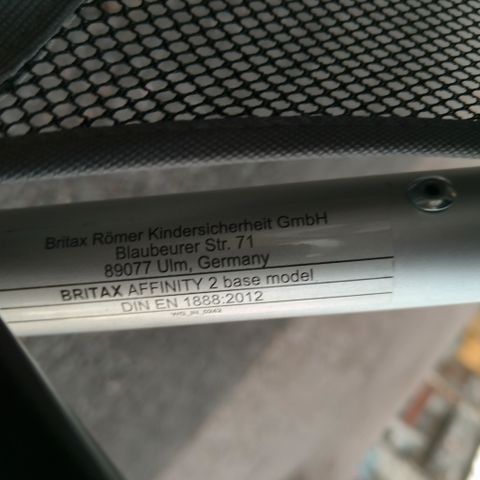 Britax Römer Kindersicherheit GmbH
Blaubeurer Str. 71
89077 Ulm, Germany
BRITAX AFFINITY 2 base model
DIN EN 1888:2012